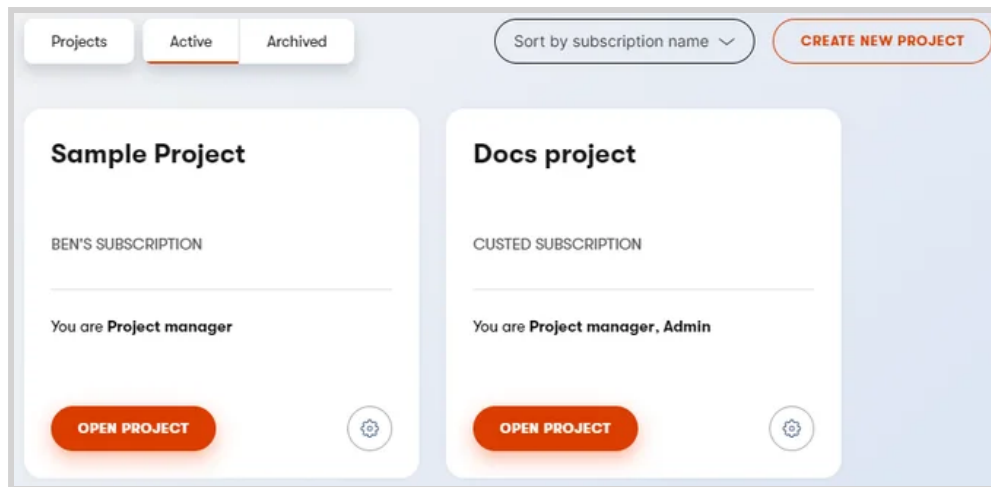 Projects
Active
Archived
Sort by subscription name
CREATE NEW PROJECT
Sample Project
BEN'S SUBSCRIPTION
You are Project manager
OPEN PROJECT
Docs project
CUSTED SUBSCRIPTION
You are Project manager, Admin
OPEN PROJECT